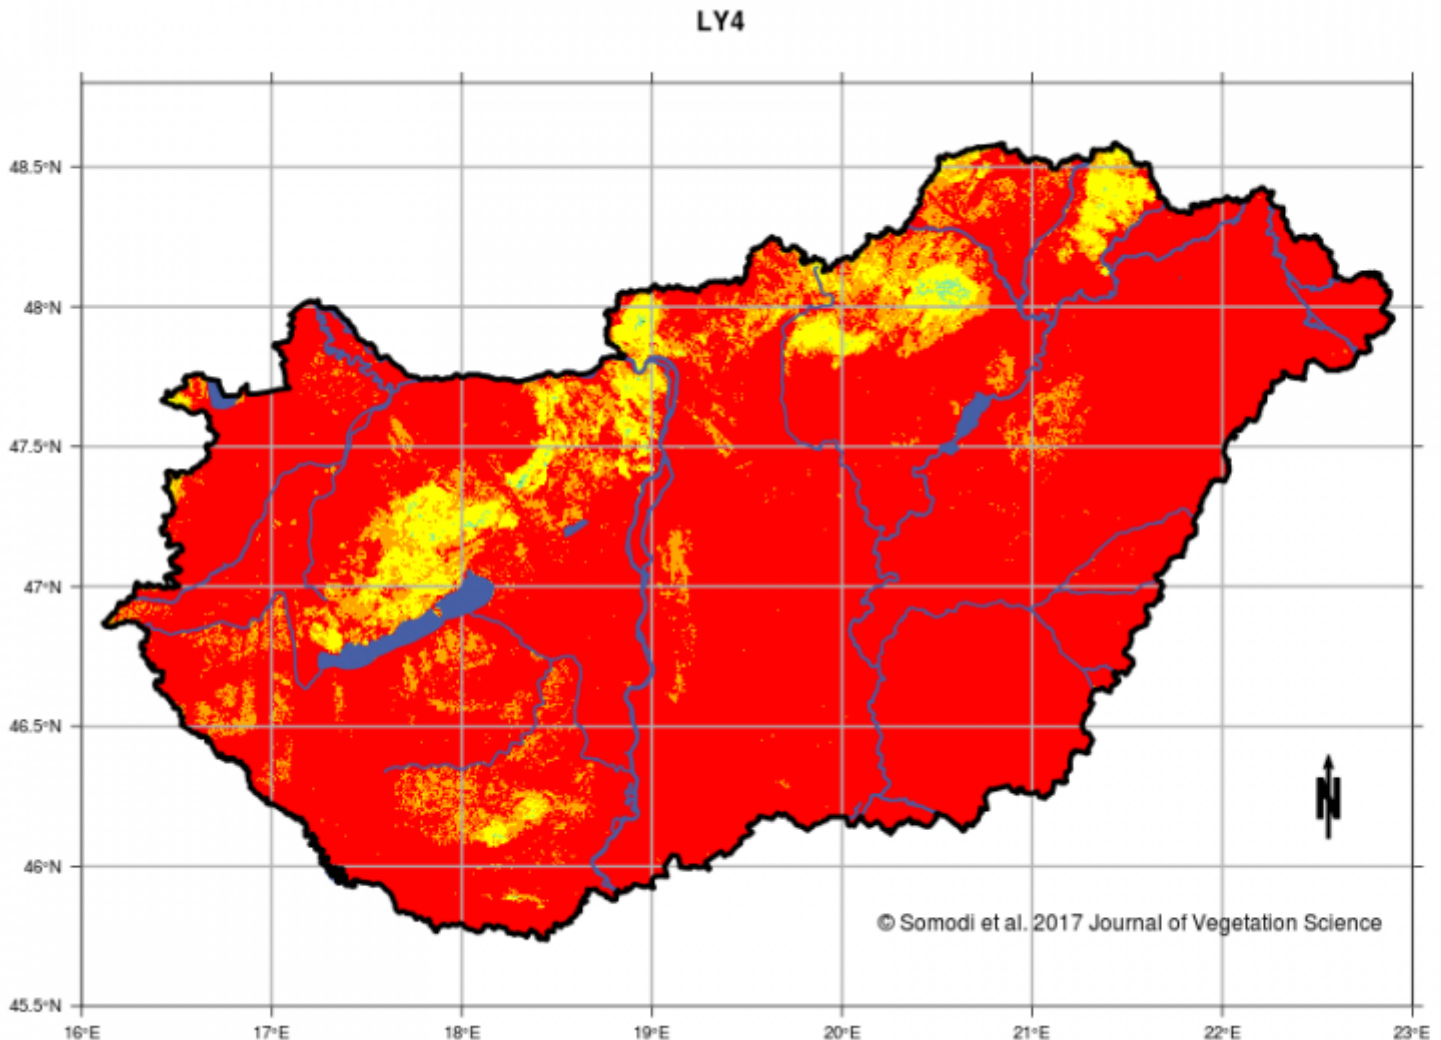 LY4
48.5°N
48°N
47.5°N
47°N
46.5°N
46°N
45.5°N
N
© Somodi et al. 2017 Journal of Vegetation Science
16°E 17°E 18°E 19°E 20°E 21°E 22°E 23°E